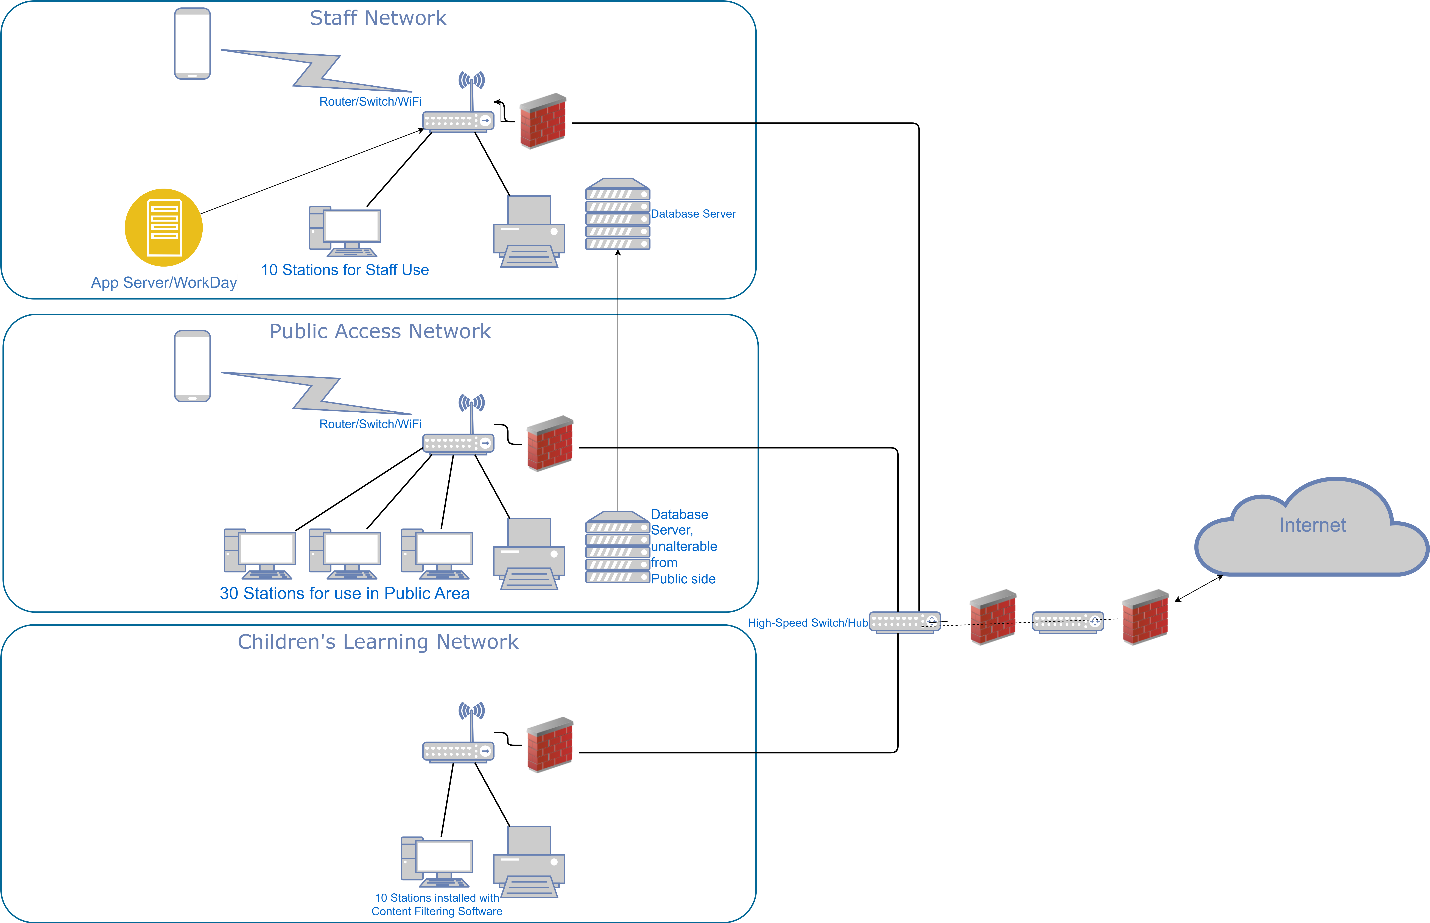 Staff Network
Router/Switch/WiFi
Database Server
10 Stations for Staff Use
App Server/WorkDay
Public Access Network
Router/Switch/WiFi
Database
Server,
unalterable
from
Public side
30 Stations for use in Public Area
Internet
High-Speed Switch/Hub
Children's Learning Network
10 Stations installed with
Content Filtering Software